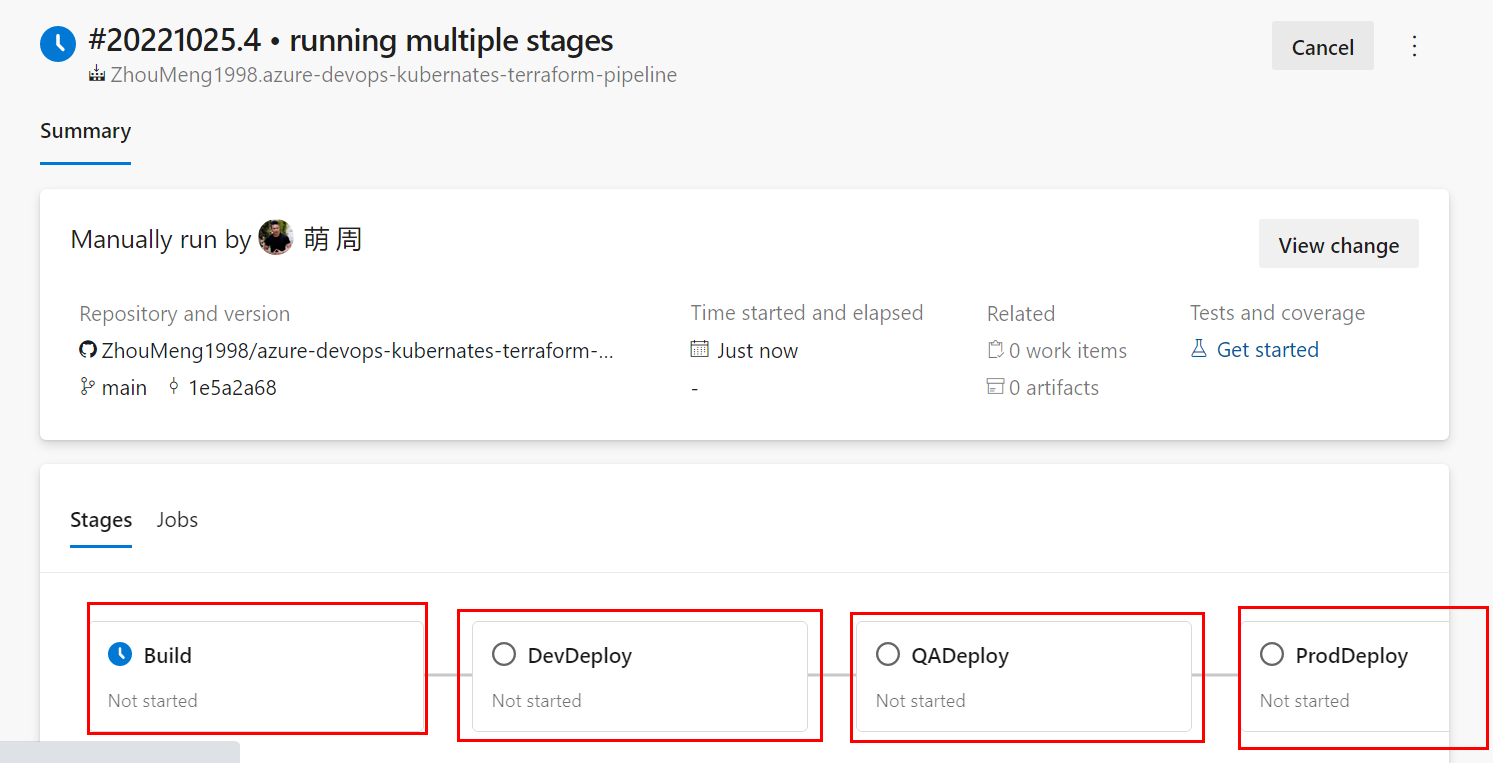 #20221025.4 • running multiple stages
Cancel
ZhouMeng1998.azure-devops-kubernetes-terraform-pipeline
Summary
Manually run by 萌 周
View change
Repository and version
ZhouMeng1998/azure-devops-kubernetes-terraform-...
main 1e5a2a68
Time started and elapsed
Just now
-
Related
0 work items
0 artifacts
Tests and coverage
Get started
Stages Jobs
Build
Not started
DevDeploy
Not started
QADeploy
Not started
ProdDeploy
Not started